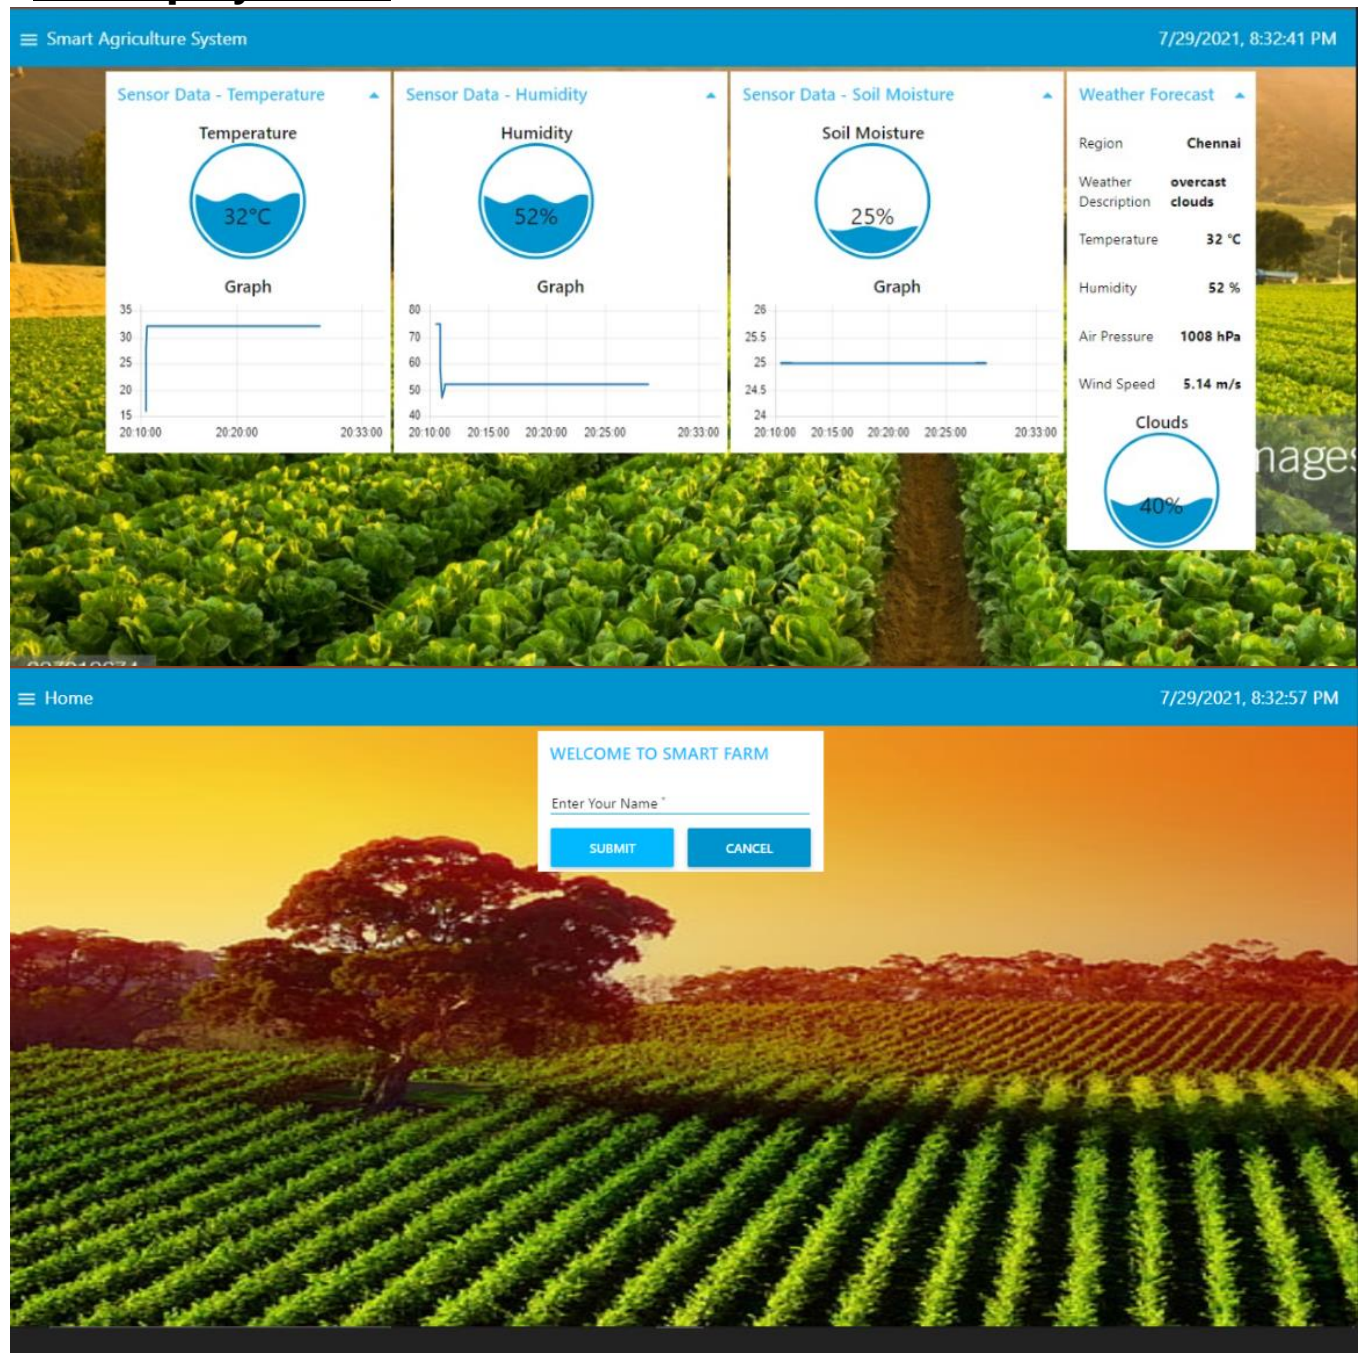 Smart Agriculture System
7/29/2021, 8:32:41 PM
Sensor Data - Temperature
Temperature
32°C
Graph
35
30
25
20
15
20:10:00 20:20:00 20:33:00
Sensor Data - Humidity
Humidity
52%
Graph
80
70
60
50
40
20:10:00 20:15:00 20:20:00 20:25:00 20:33:00
Sensor Data - Soil Moisture
Soil Moisture
25%
Graph
26
25.5
25
24.5
24
20:10:00 20:15:00 20:20:00 20:25:00 20:33:00
Weather Forecast
Region Chennai
Weather Description overcast clouds
Temperature 32 °C
Humidity 52 %
Air Pressure 1008 hPa
Wind Speed 5.14 m/s
Clouds
40%
mages
Home
7/29/2021, 8:32:57 PM
WELCOME TO SMART FARM
Enter Your Name *
SUBMIT CANCEL